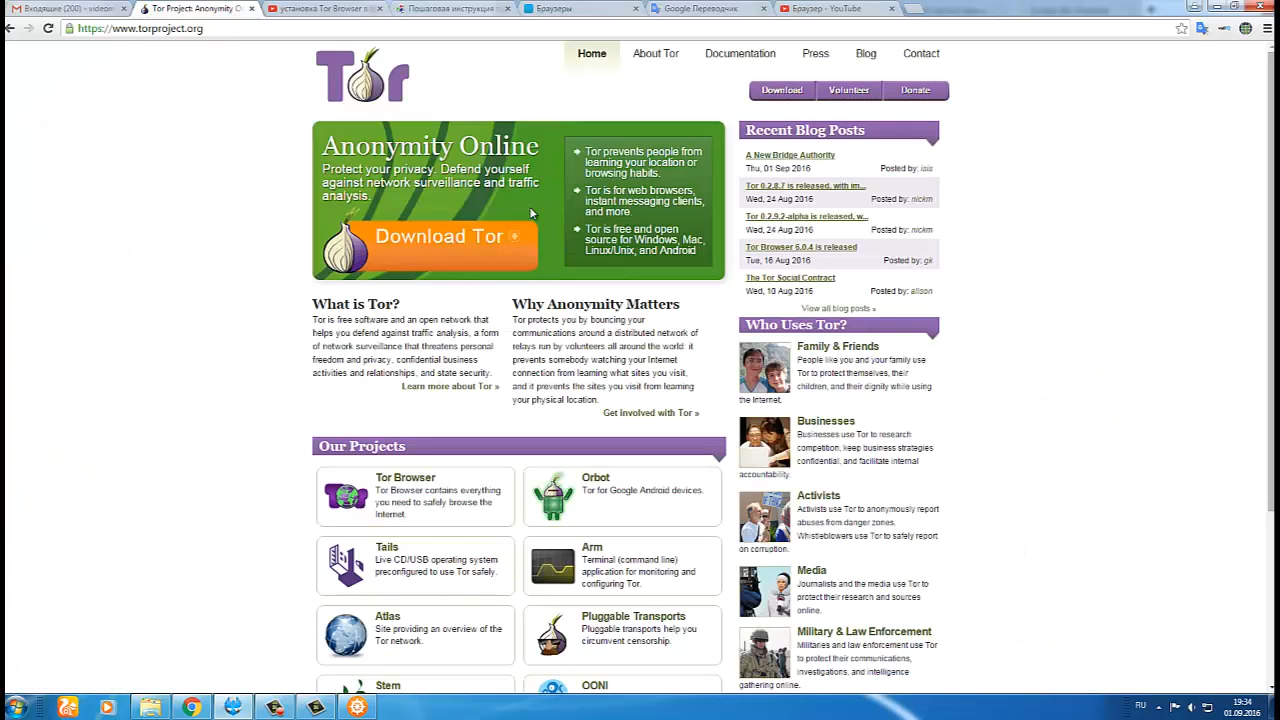 Входящие (200) - videom
Tor Project: Anonymity O
установка Tor Browser n
Пошаговая инструкция п
Браузеры
Google Переводчик
Браузер - YouTube
https://www.torproject.org
Tor
Home
About Tor
Documentation
Press
Blog
Contact
Download
Volunteer
Donate
Anonymity Online
Protect your privacy. Defend yourself
against network surveillance and traffic
analysis.
Download Tor
Tor prevents people from
learning your location or
browsing habits.
Tor is for web browsers,
instant messaging clients,
and more.
Tor is free and open
source for Windows, Mac,
Linux/Unix, and Android
What is Tor?
Tor is free software and an open network that
helps you defend against traffic analysis, a form
of network surveillance that threatens personal
freedom and privacy, confidential business
activities and relationships, and state security.
Learn more about Tor »
Why Anonymity Matters
Tor protects you by bouncing your
communications around a distributed network of
relays run by volunteers all around the world: it
prevents somebody watching your Internet
connection from learning what sites you visit,
and it prevents the sites you visit from learning
your physical location.
Get involved with Tor »
Our Projects
Tor Browser
Tor Browser contains everything
you need to safely browse the
Internet.
Orbot
Tor for Google Android devices.
Tails
Live CD/USB operating system
preconfigured to use Tor safely.
Arm
Terminal (command line)
application for monitoring and
configuring Tor.
Atlas
Site providing an overview of the
Tor network.
Pluggable Transports
Pluggable transports help you
circumvent censorship.
Stem
OONI
Recent Blog Posts
A New Bridge Authority
Thu, 01 Sep 2016 Posted by: isis
Tor 0.2.8.7 is released, with im...
Wed, 24 Aug 2016 Posted by: nickm
Tor 0.2.9.2-alpha is released, w...
Wed, 24 Aug 2016 Posted by: nickm
Tor Browser 6.0.4 is released
Tue, 16 Aug 2016 Posted by: gk
The Tor Social Contract
Wed, 10 Aug 2016 Posted by: alison
View all blog posts »
Who Uses Tor?
Family & Friends
People like you and your family use
Tor to protect themselves, their
children, and their dignity while using
the Internet.
Businesses
Businesses use Tor to research
competition, keep business strategies
confidential, and facilitate internal
accountability.
Activists
Activists use Tor to anonymously report
abuses from danger zones.
Whistleblowers use Tor to safely report
on corruption.
Media
Journalists and the media use Tor to
protect their research and sources
online.
Military & Law Enforcement
Militaries and law enforcement use Tor
to protect their communications,
investigations, and intelligence
gathering online.
RU
19:34
01.09.2016